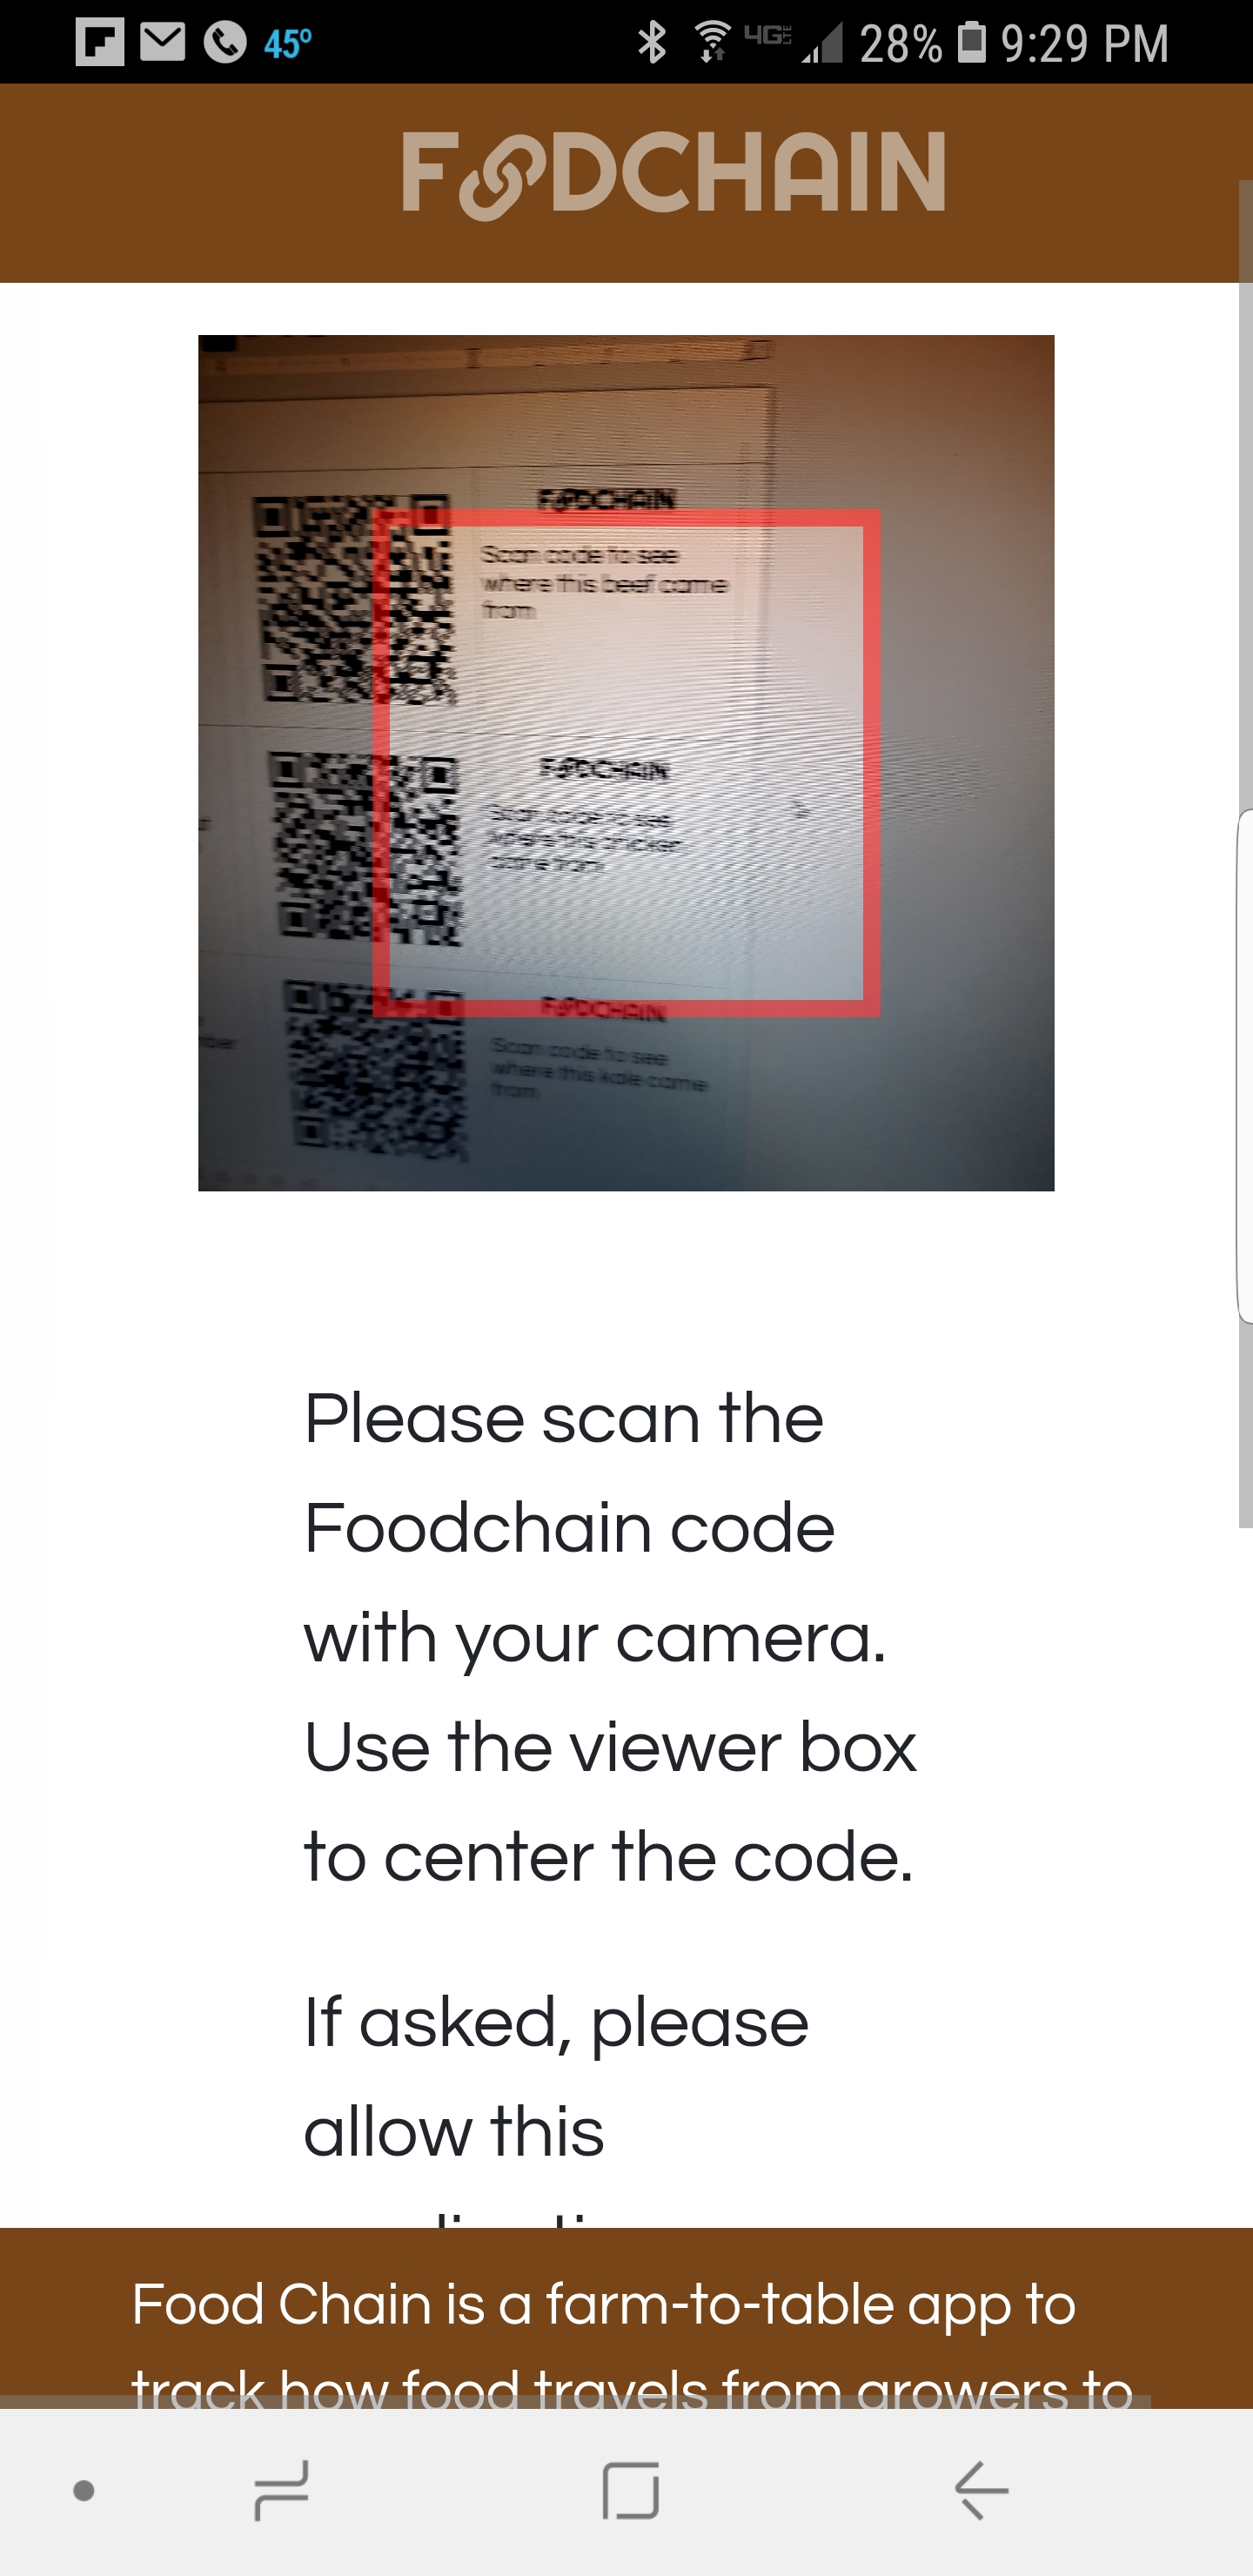 45°
4G LTE 28% 9:29 PM
FOODCHAIN
FOODCHAIN
Scan code to see
where this beef came
from
FOODCHAIN
Scan code to see
where this chicken
came from
FOODCHAIN
Scan code to see
where this kale came
from
Please scan the
Foodchain code
with your camera.
Use the viewer box
to center the code.
If asked, please
allow this
Food Chain is a farm-to-table app to
track how food travels from growers to